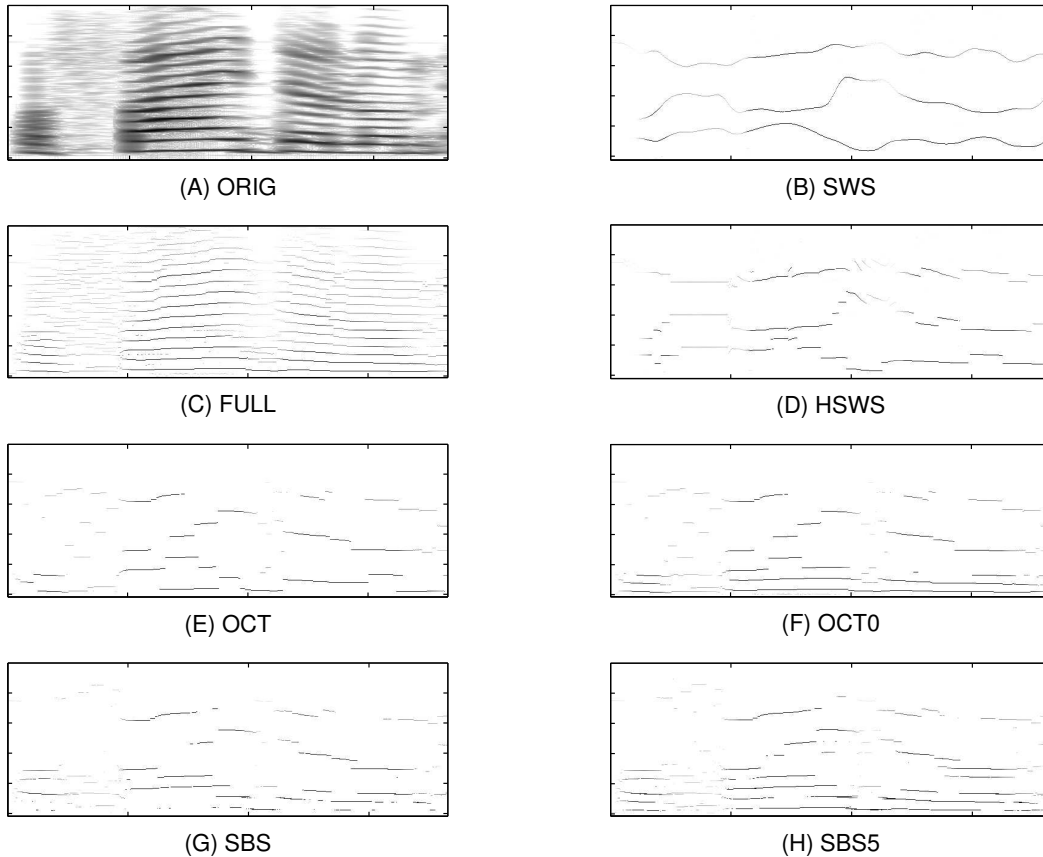 (A) ORIG
(B) SWS
(C) FULL
(D) HSWS
(E) OCT
(F) OCT0
(G) SBS
(H) SBS5